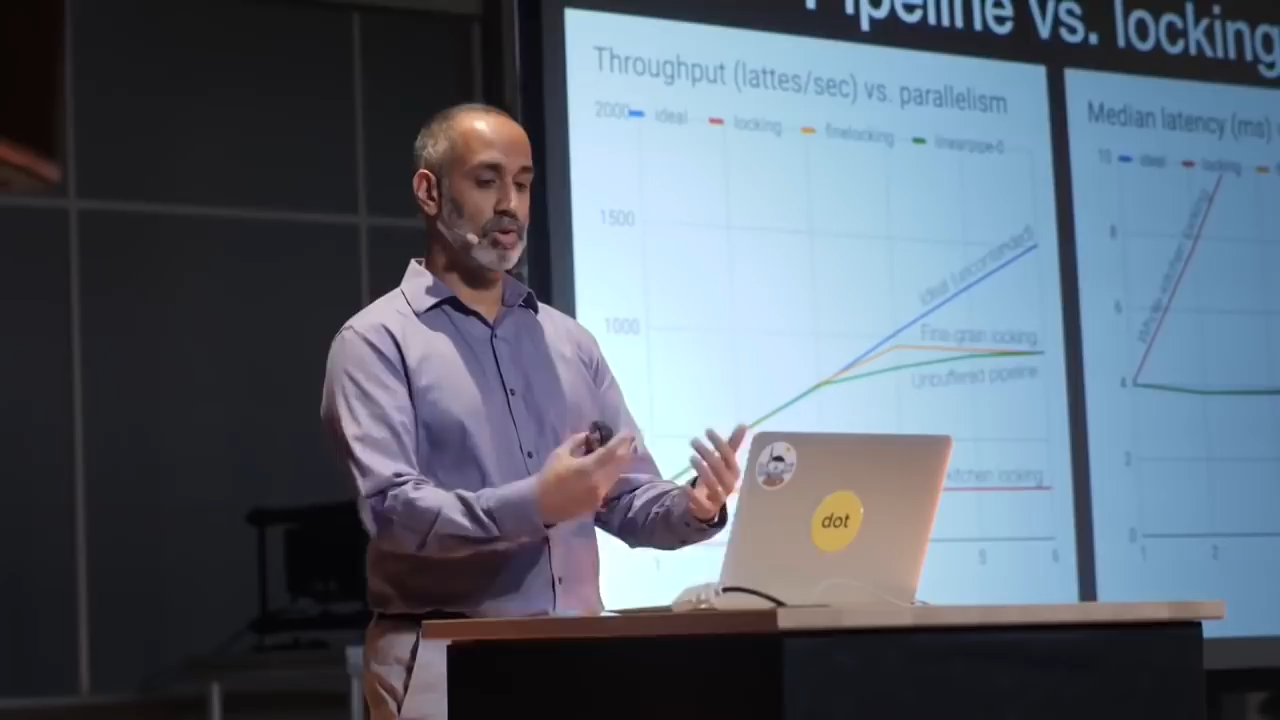 Pipeline vs. locking
Throughput (lattes/sec) vs. parallelism
2000 ideal locking finelocking linearpipe-0
1500
ideal (uncontended)
1000
Fine-grain locking
Unbuffered pipeline
kitchen locking
1 5 6
Median latency (ms)
10 ideal locking
8
6
4
2
0
1 2
dot